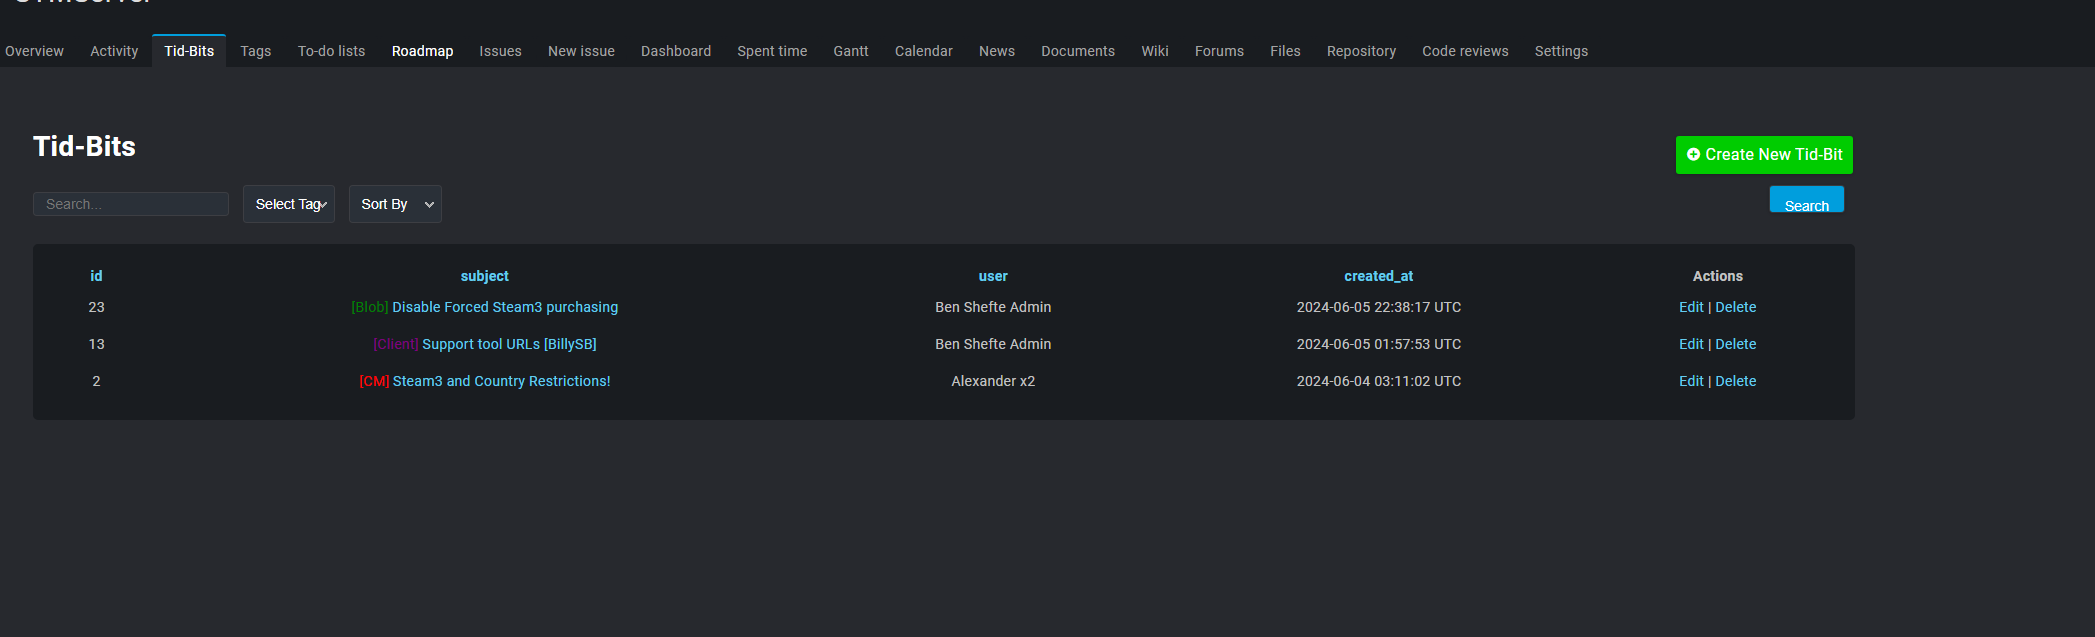 Overview Activity Tid-Bits Tags To-do lists Roadmap Issues New issue Dashboard Spent time Gantt Calendar News Documents Wiki Forums Files Repository Code reviews Settings
Tid-Bits
Create New Tid-Bit
Search... Select Tag Sort By Search
id subject user created_at Actions
23 [Blob] Disable Forced Steam3 purchasing Ben Shefte Admin 2024-06-05 22:38:17 UTC Edit | Delete
13 [Client] Support tool URLs [BillySB] Ben Shefte Admin 2024-06-05 01:57:53 UTC Edit | Delete
2 [CM] Steam3 and Country Restrictions! Alexander x2 2024-06-04 03:11:02 UTC Edit | Delete